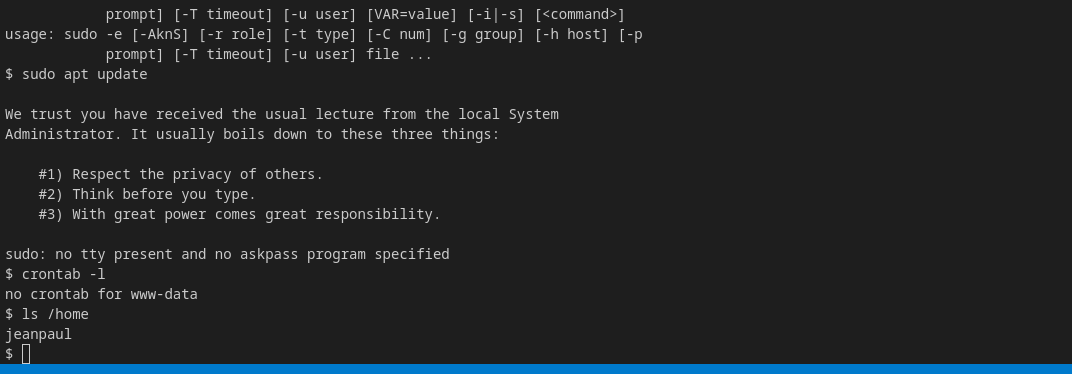 prompt] [-T timeout] [-u user] [VAR=value] [-i|-s] [<command>]
usage: sudo -e [-AknS] [-r role] [-t type] [-C num] [-g group] [-h host] [-p
prompt] [-T timeout] [-u user] file ...
$ sudo apt update
We trust you have received the usual lecture from the local System
Administrator. It usually boils down to these three things:
#1) Respect the privacy of others.
#2) Think before you type.
#3) With great power comes great responsibility.
sudo: no tty present and no askpass program specified
$ crontab -l
no crontab for www-data
$ ls /home
jeanpaul
$